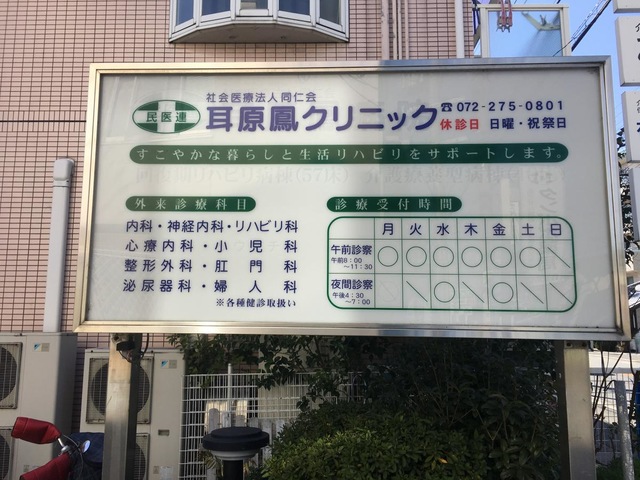 民医連
社会医療法人同仁会
耳原鳳クリニック
☎072-275-0801
休診日 日曜・祝祭日
すこやかな暮らしと生活リハビリをサポートします。
外来診療科目
内科・神経内科・リハビリ科
心療内科・小児科
整形外科・肛門科
泌尿器科・婦人科
※各種健診取扱い
診療受付時間
月 火 水 木 金 土 日
午前診察 ○ ○ ○ ○ ○ ○ ＼
午前8:00
～11:30
夜間診察 ＼ ＼ ○ ＼ ○ ＼ ＼
午後4:30
～7:00